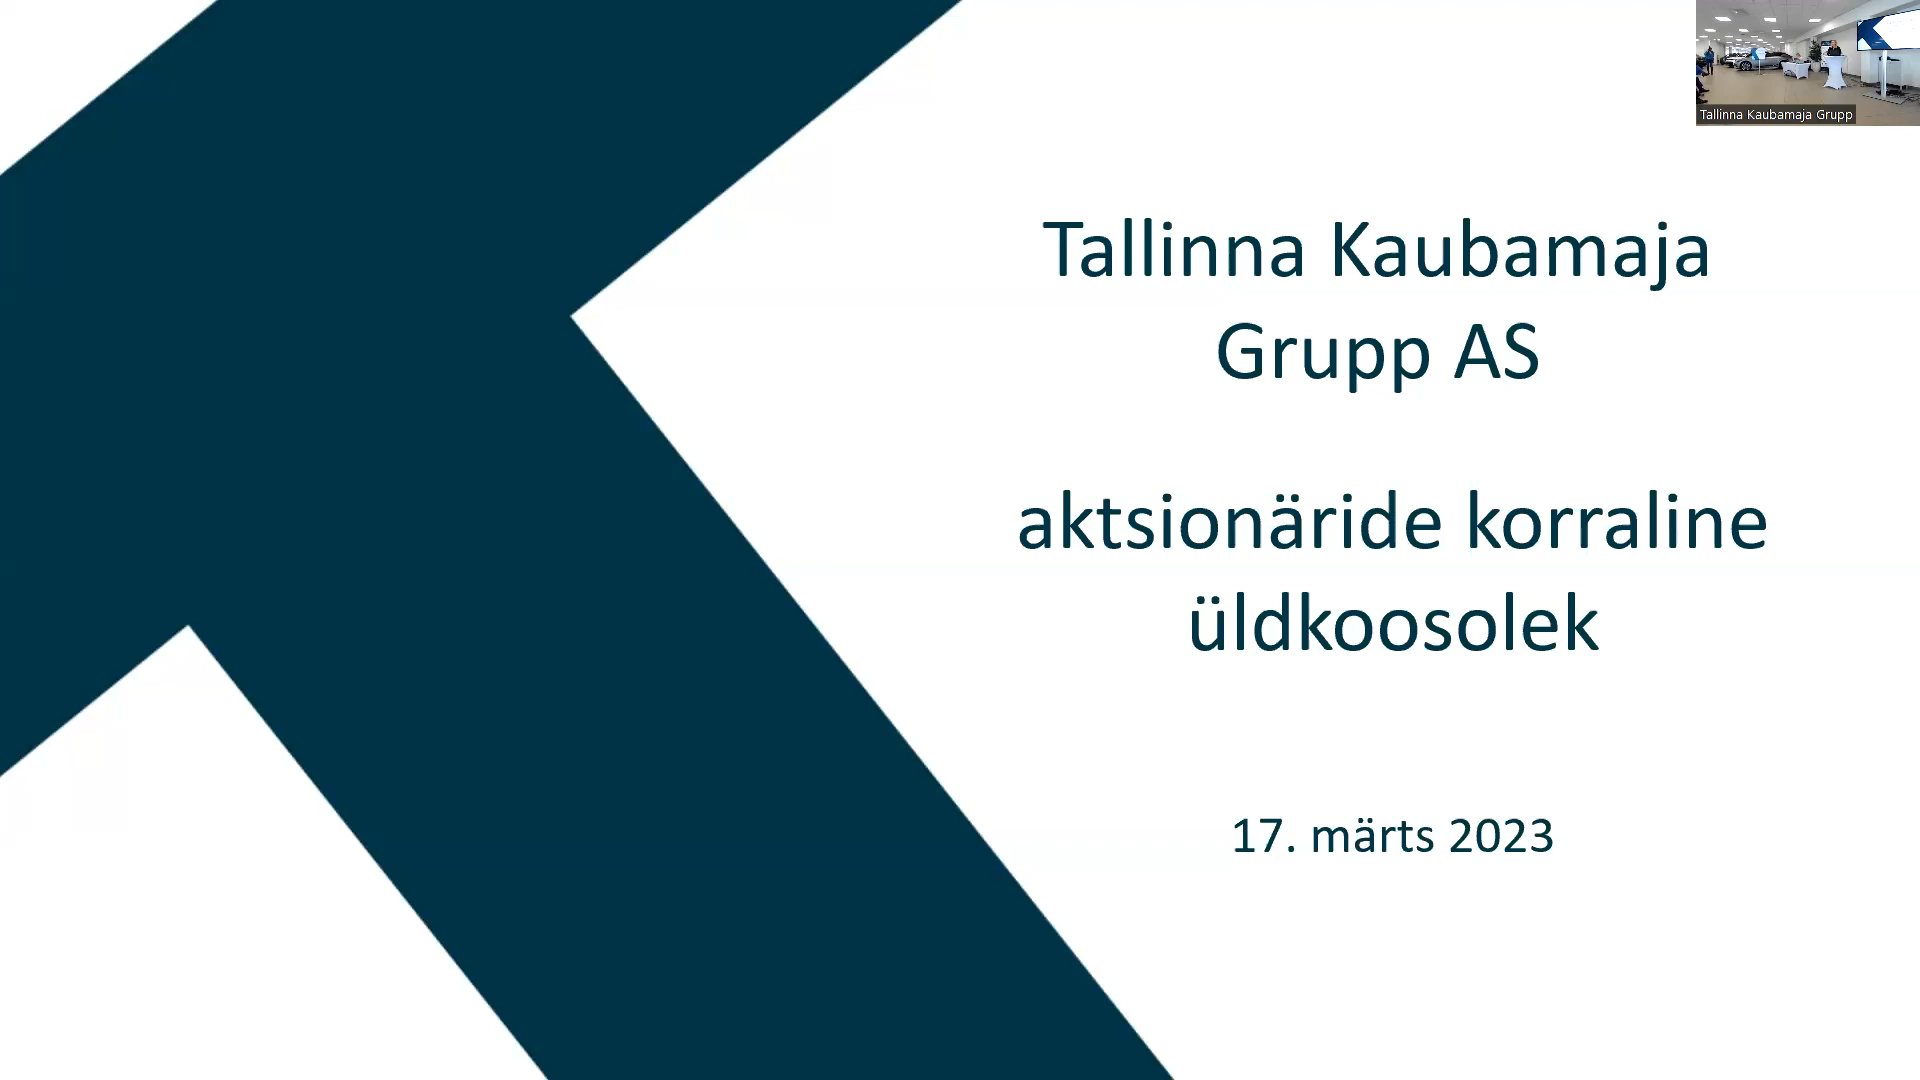 Tallinna Kaubamaja Grupp
Tallinna Kaubamaja
Grupp AS
aktsionäride korraline
üldkoosolek
17. märts 2023